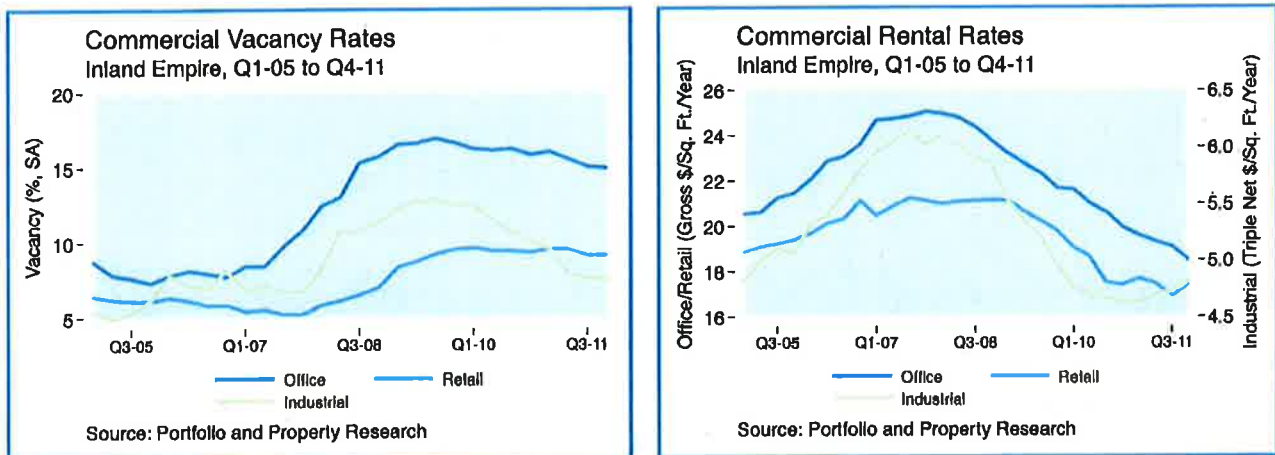 Commercial Vacancy Rates
Inland Empire, Q1-05 to Q4-11
Vacancy (%, SA)
20
15
10
5
Q3-05 Q1-07 Q3-08 Q1-10 Q3-11
Office Retail
Industrial
Source: Portfolio and Property Research
Commercial Rental Rates
Inland Empire, Q1-05 to Q4-11
Office/Retail (Gross $/Sq. Ft./Year)
26
24
22
20
18
16
Industrial (Triple Net $/Sq. Ft./Year)
6.5
6.0
5.5
5.0
4.5
Q3-05 Q1-07 Q3-08 Q1-10 Q3-11
Office Retail
Industrial
Source: Portfolio and Property Research